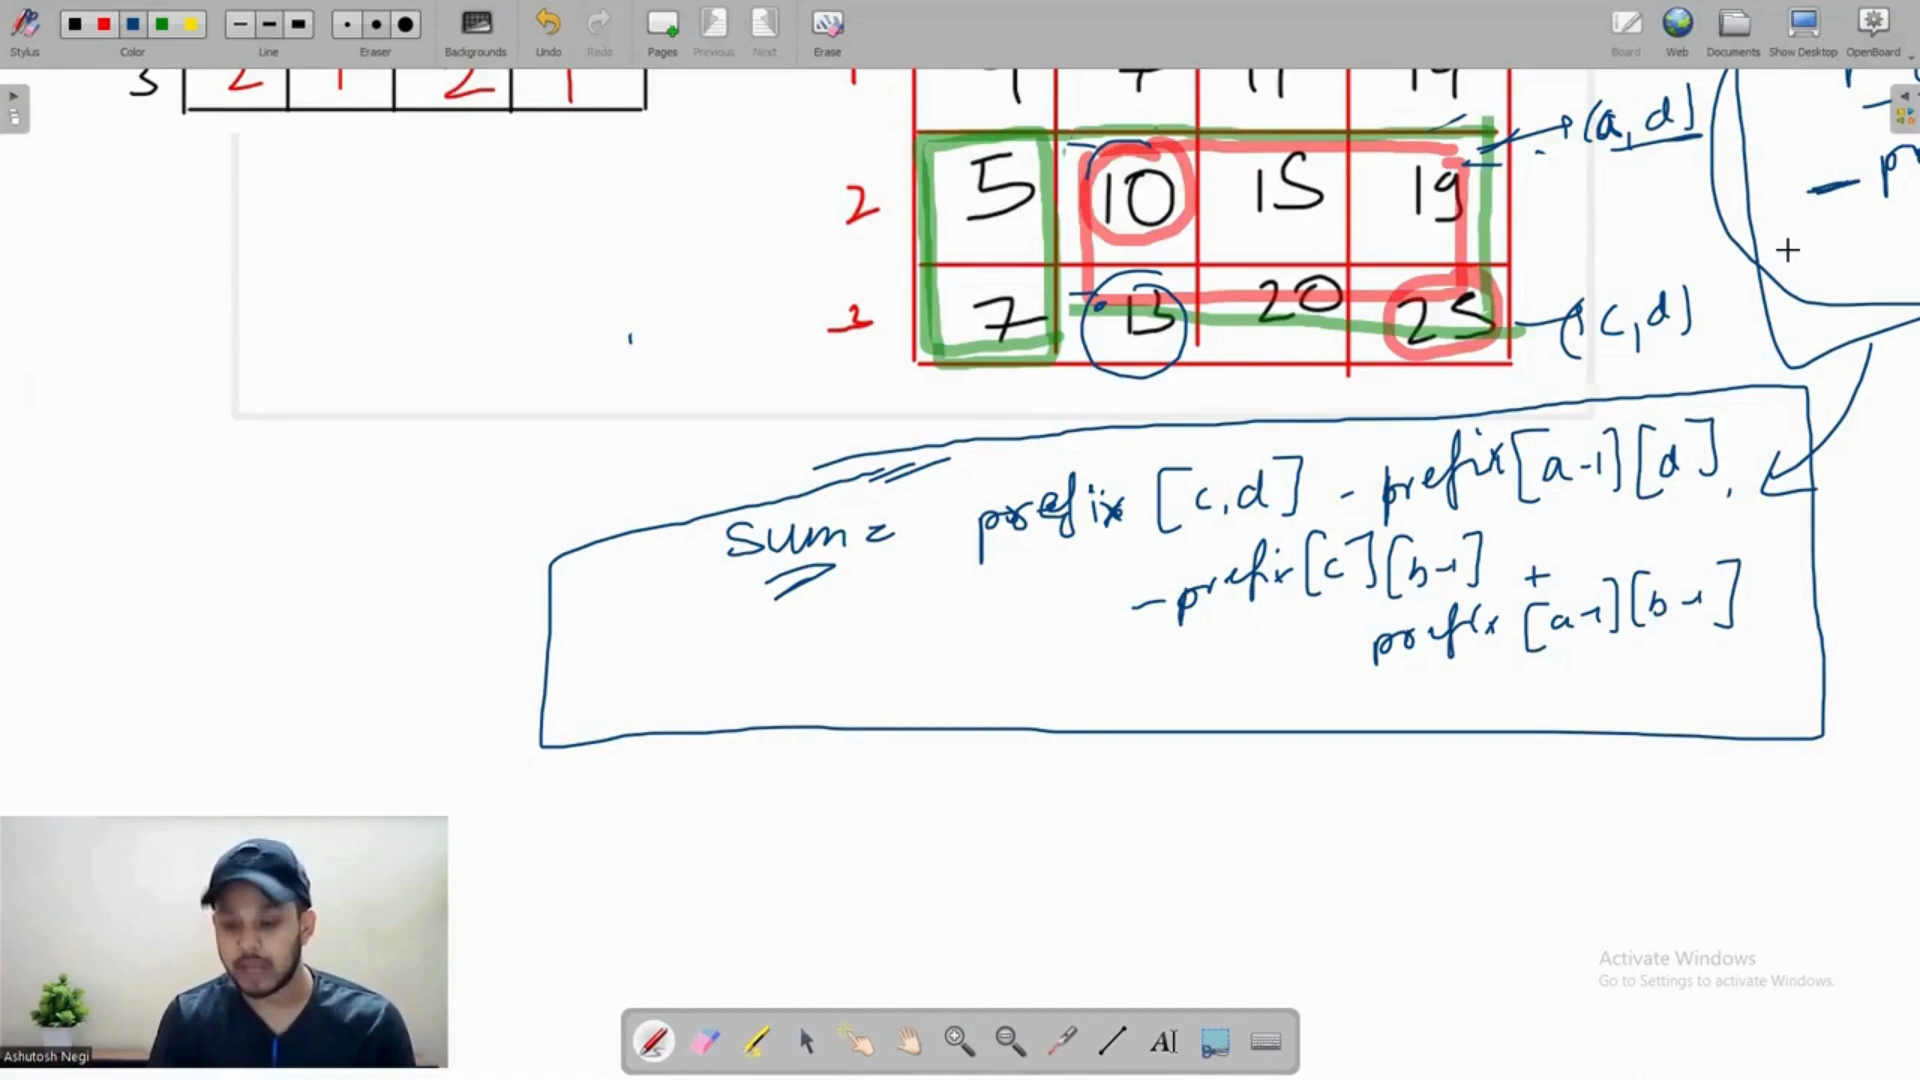 Stylus
Color
Line
Eraser
Backgrounds
Undo
Redo
Pages
Previous
Next
Erase
Board
Web
Documents
Show Desktop
OpenBoard
3 2 1 2 1
(a, d)
2 5 10 15 19
7 13 20 25 (c,d)
sum = prefix [c,d] - prefix[a-1][d]
- prefix[c][b-1] +
prefix [a-1][b-1]
Ashutosh Negi
Activate Windows
Go to Settings to activate Windows.
AI